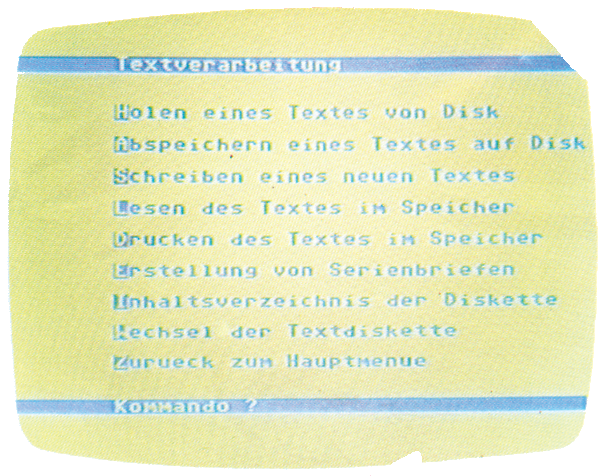 Textverarbeitung
Holen eines Textes von Disk
Abspeichern eines Textes auf Disk
Schreiben eines neuen Textes
Lesen des Textes im Speicher
Drucken des Textes im Speicher
Erstellung von Serienbriefen
Inhaltsverzeichnis der Diskette
Wechsel der Textdiskette
Zurueck zum Hauptmenue
Kommando ?